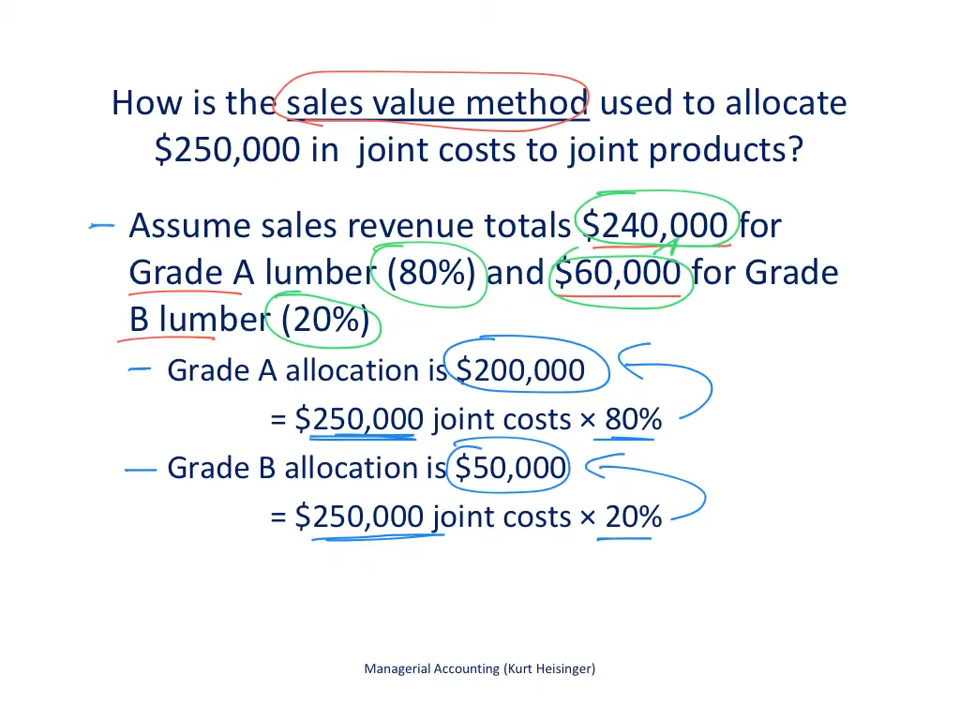 How is the sales value method used to allocate
$250,000 in joint costs to joint products?
– Assume sales revenue totals $240,000 for
Grade A lumber (80%) and $60,000 for Grade
B lumber (20%)
– Grade A allocation is $200,000
= $250,000 joint costs × 80%
– Grade B allocation is $50,000
= $250,000 joint costs × 20%
Managerial Accounting (Kurt Heisinger)